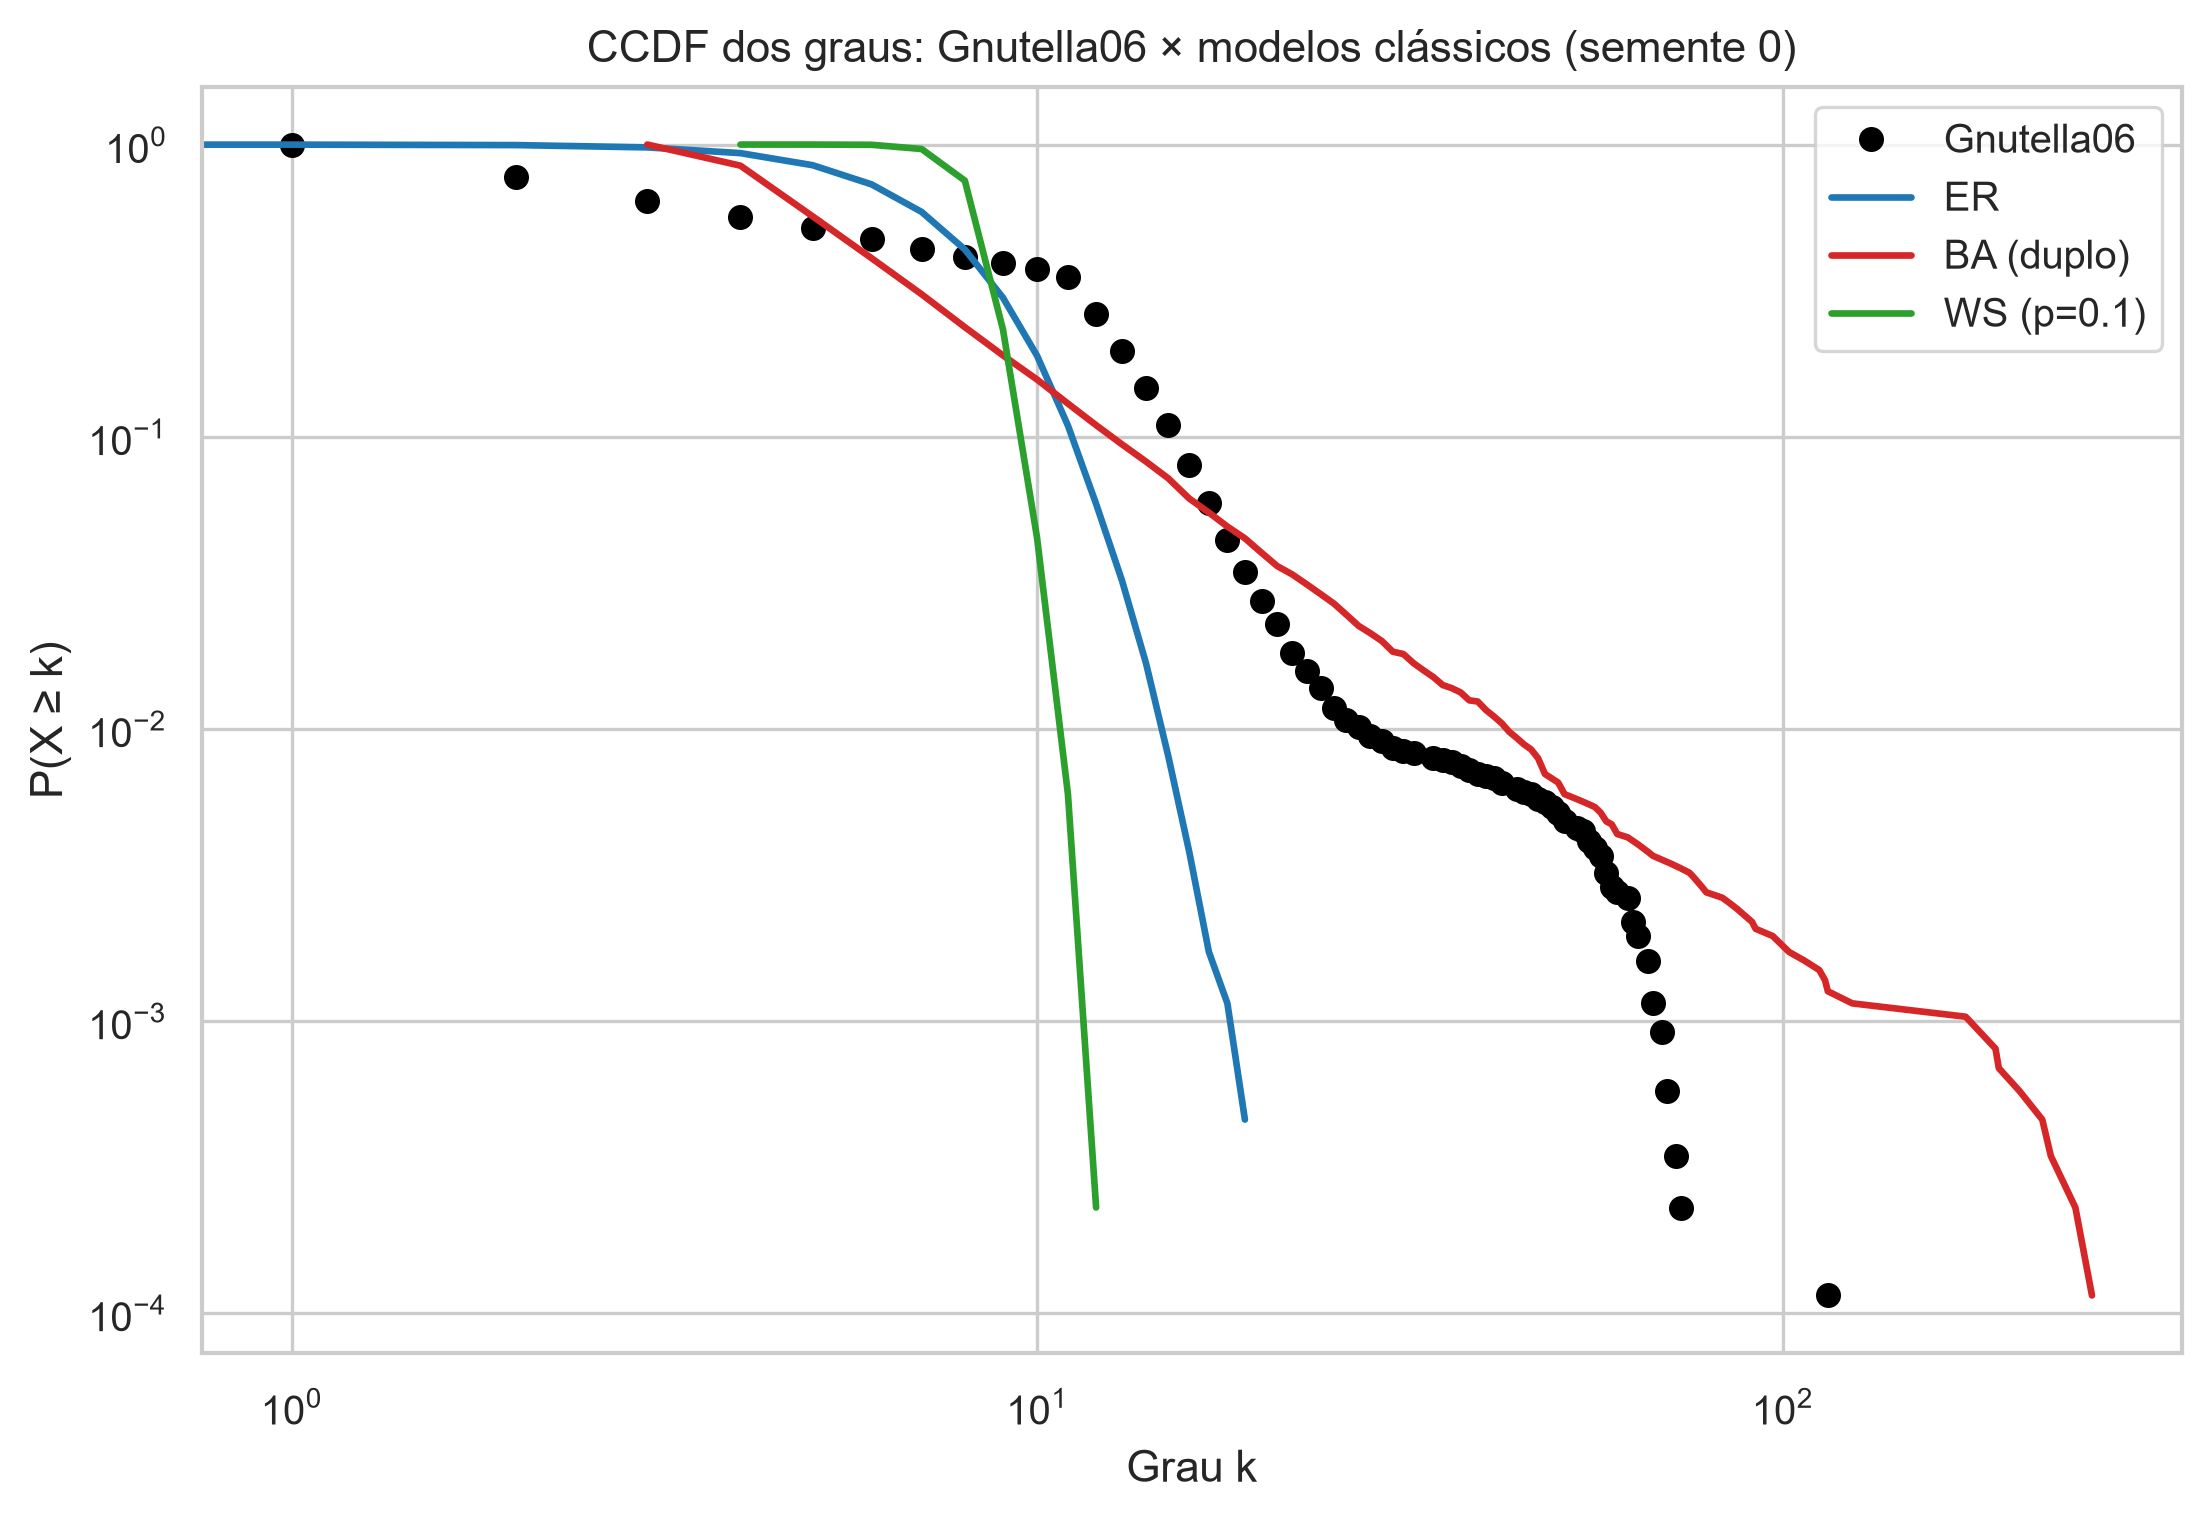 CCDF dos graus: Gnutella06 × modelos clássicos (semente 0)
Gnutella06
ER
BA (duplo)
WS (p=0.1)
P(X ≥ k)
10⁰
10⁻¹
10⁻²
10⁻³
10⁻⁴
10⁰
10¹
10²
Grau k